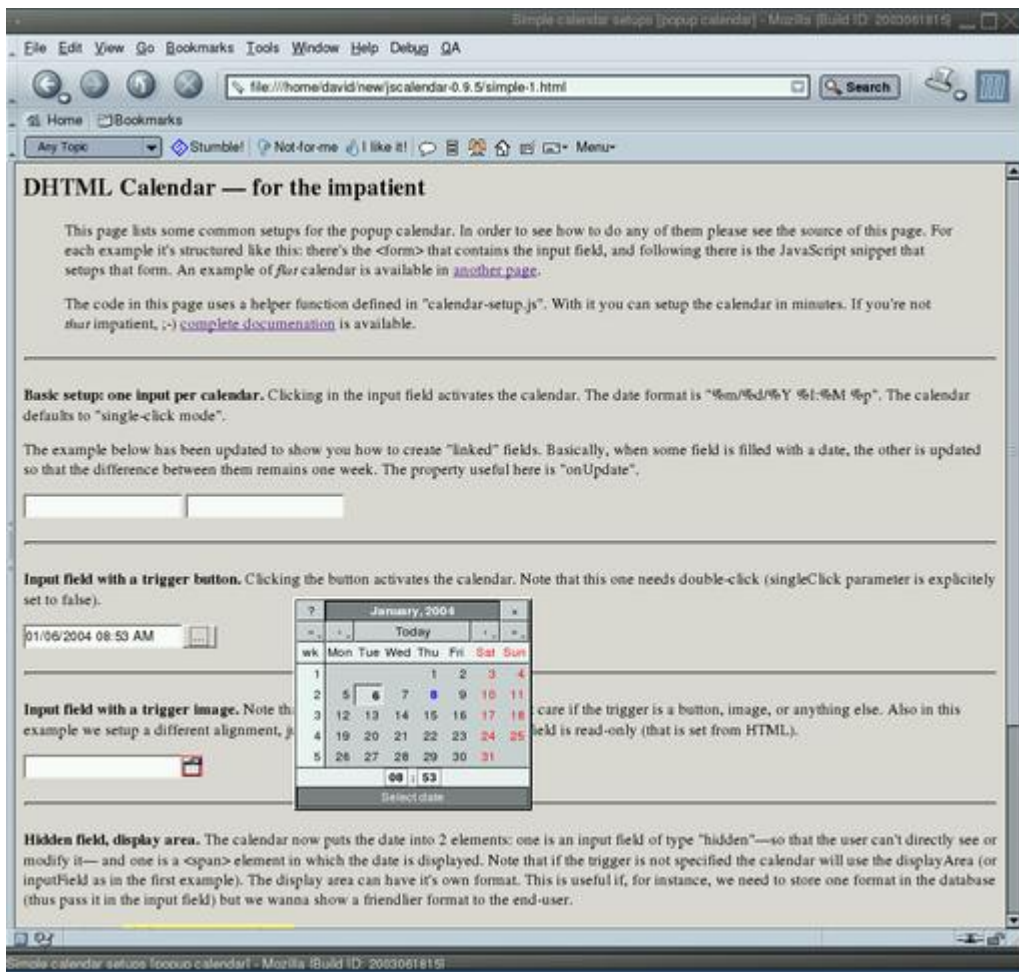 Simple calendar setups [popup calendar] - Mozilla {Build ID: 2003061815}
File Edit View Go Bookmarks Tools Window Help Debug QA
file:///home/david/new/jscalendar-0.9.5/simple-1.html Search
Home Bookmarks
Any Topic Stumble! Not-for-me I like it! Menu
DHTML Calendar — for the impatient
This page lists some common setups for the popup calendar. In order to see how to do any of them please see the source of this page. For
each example it's structured like this: there's the <form> that contains the input field, and following there is the JavaScript snippet that
setups that form. An example of flat calendar is available in another page.
The code in this page uses a helper function defined in "calendar-setup.js". With it you can setup the calendar in minutes. If you're not
that impatient, ;-) complete documenation is available.
Basic setup: one input per calendar. Clicking in the input field activates the calendar. The date format is "%m/%d/%Y %I:%M %p". The calendar
defaults to "single-click mode".
The example below has been updated to show you how to create "linked" fields. Basically, when some field is filled with a date, the other is updated
so that the difference between them remains one week. The property useful here is "onUpdate".
Input field with a trigger button. Clicking the button activates the calendar. Note that this one needs double-click (singleClick parameter is explicitely
set to false).
01/06/2004 08:53 AM ...
? January, 2004 ×
« ‹ Today › »
wk Mon Tue Wed Thu Fri Sat Sun
1 1 2 3 4
2 5 6 7 8 9 10 11
3 12 13 14 15 16 17 18
4 19 20 21 22 23 24 25
5 26 27 28 29 30 31
08 : 53
Select date
Input field with a trigger image. Note th care if the trigger is a button, image, or anything else. Also in this
example we setup a different alignment, ju ield is read-only (that is set from HTML).
Hidden field, display area. The calendar now puts the date into 2 elements: one is an input field of type "hidden"—so that the user can't directly see or
modify it— and one is a <span> element in which the date is displayed. Note that if the trigger is not specified the calendar will use the displayArea (or
inputField as in the first example). The display area can have it's own format. This is useful if, for instance, we need to store one format in the database
(thus pass it in the input field) but we wanna show a friendlier format to the end-user.
Simple calendar setups [popup calendar] - Mozilla {Build ID: 2003061815}